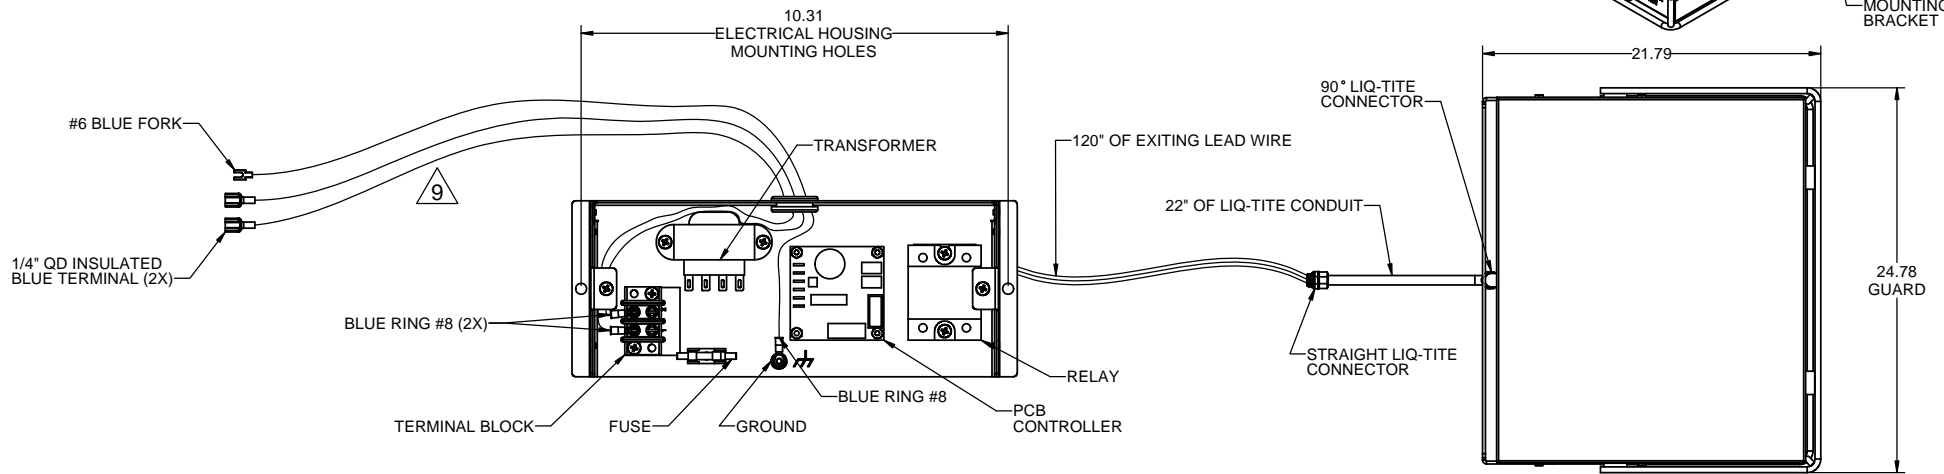 10.31
ELECTRICAL HOUSING
MOUNTING HOLES
MOUNTING
BRACKET
21.79
90° LIQ-TITE
CONNECTOR
#6 BLUE FORK
TRANSFORMER
120" OF EXITING LEAD WIRE
9
22" OF LIQ-TITE CONDUIT
1/4" QD INSULATED
BLUE TERMINAL (2X)
24.78
GUARD
BLUE RING #8 (2X)
STRAIGHT LIQ-TITE
CONNECTOR
RELAY
BLUE RING #8
PCB
CONTROLLER
TERMINAL BLOCK
FUSE
GROUND